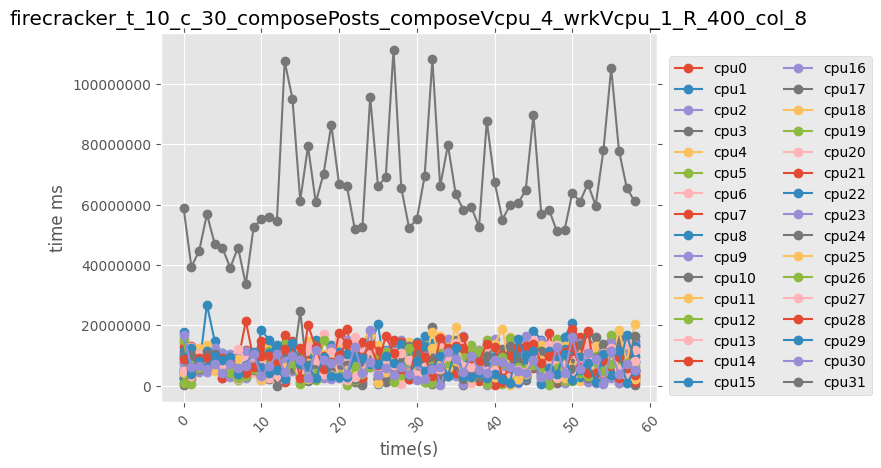 firecracker_t_10_c_30_composePosts_composeVcpu_4_wrkVcpu_1_R_400_col_8
time ms
100000000
80000000
60000000
40000000
20000000
0
0 10 20 30 40 50 60
time(s)
cpu0 cpu16
cpu1 cpu17
cpu2 cpu18
cpu3 cpu19
cpu4 cpu20
cpu5 cpu21
cpu6 cpu22
cpu7 cpu23
cpu8 cpu24
cpu9 cpu25
cpu10 cpu26
cpu11 cpu27
cpu12 cpu28
cpu13 cpu29
cpu14 cpu30
cpu15 cpu31